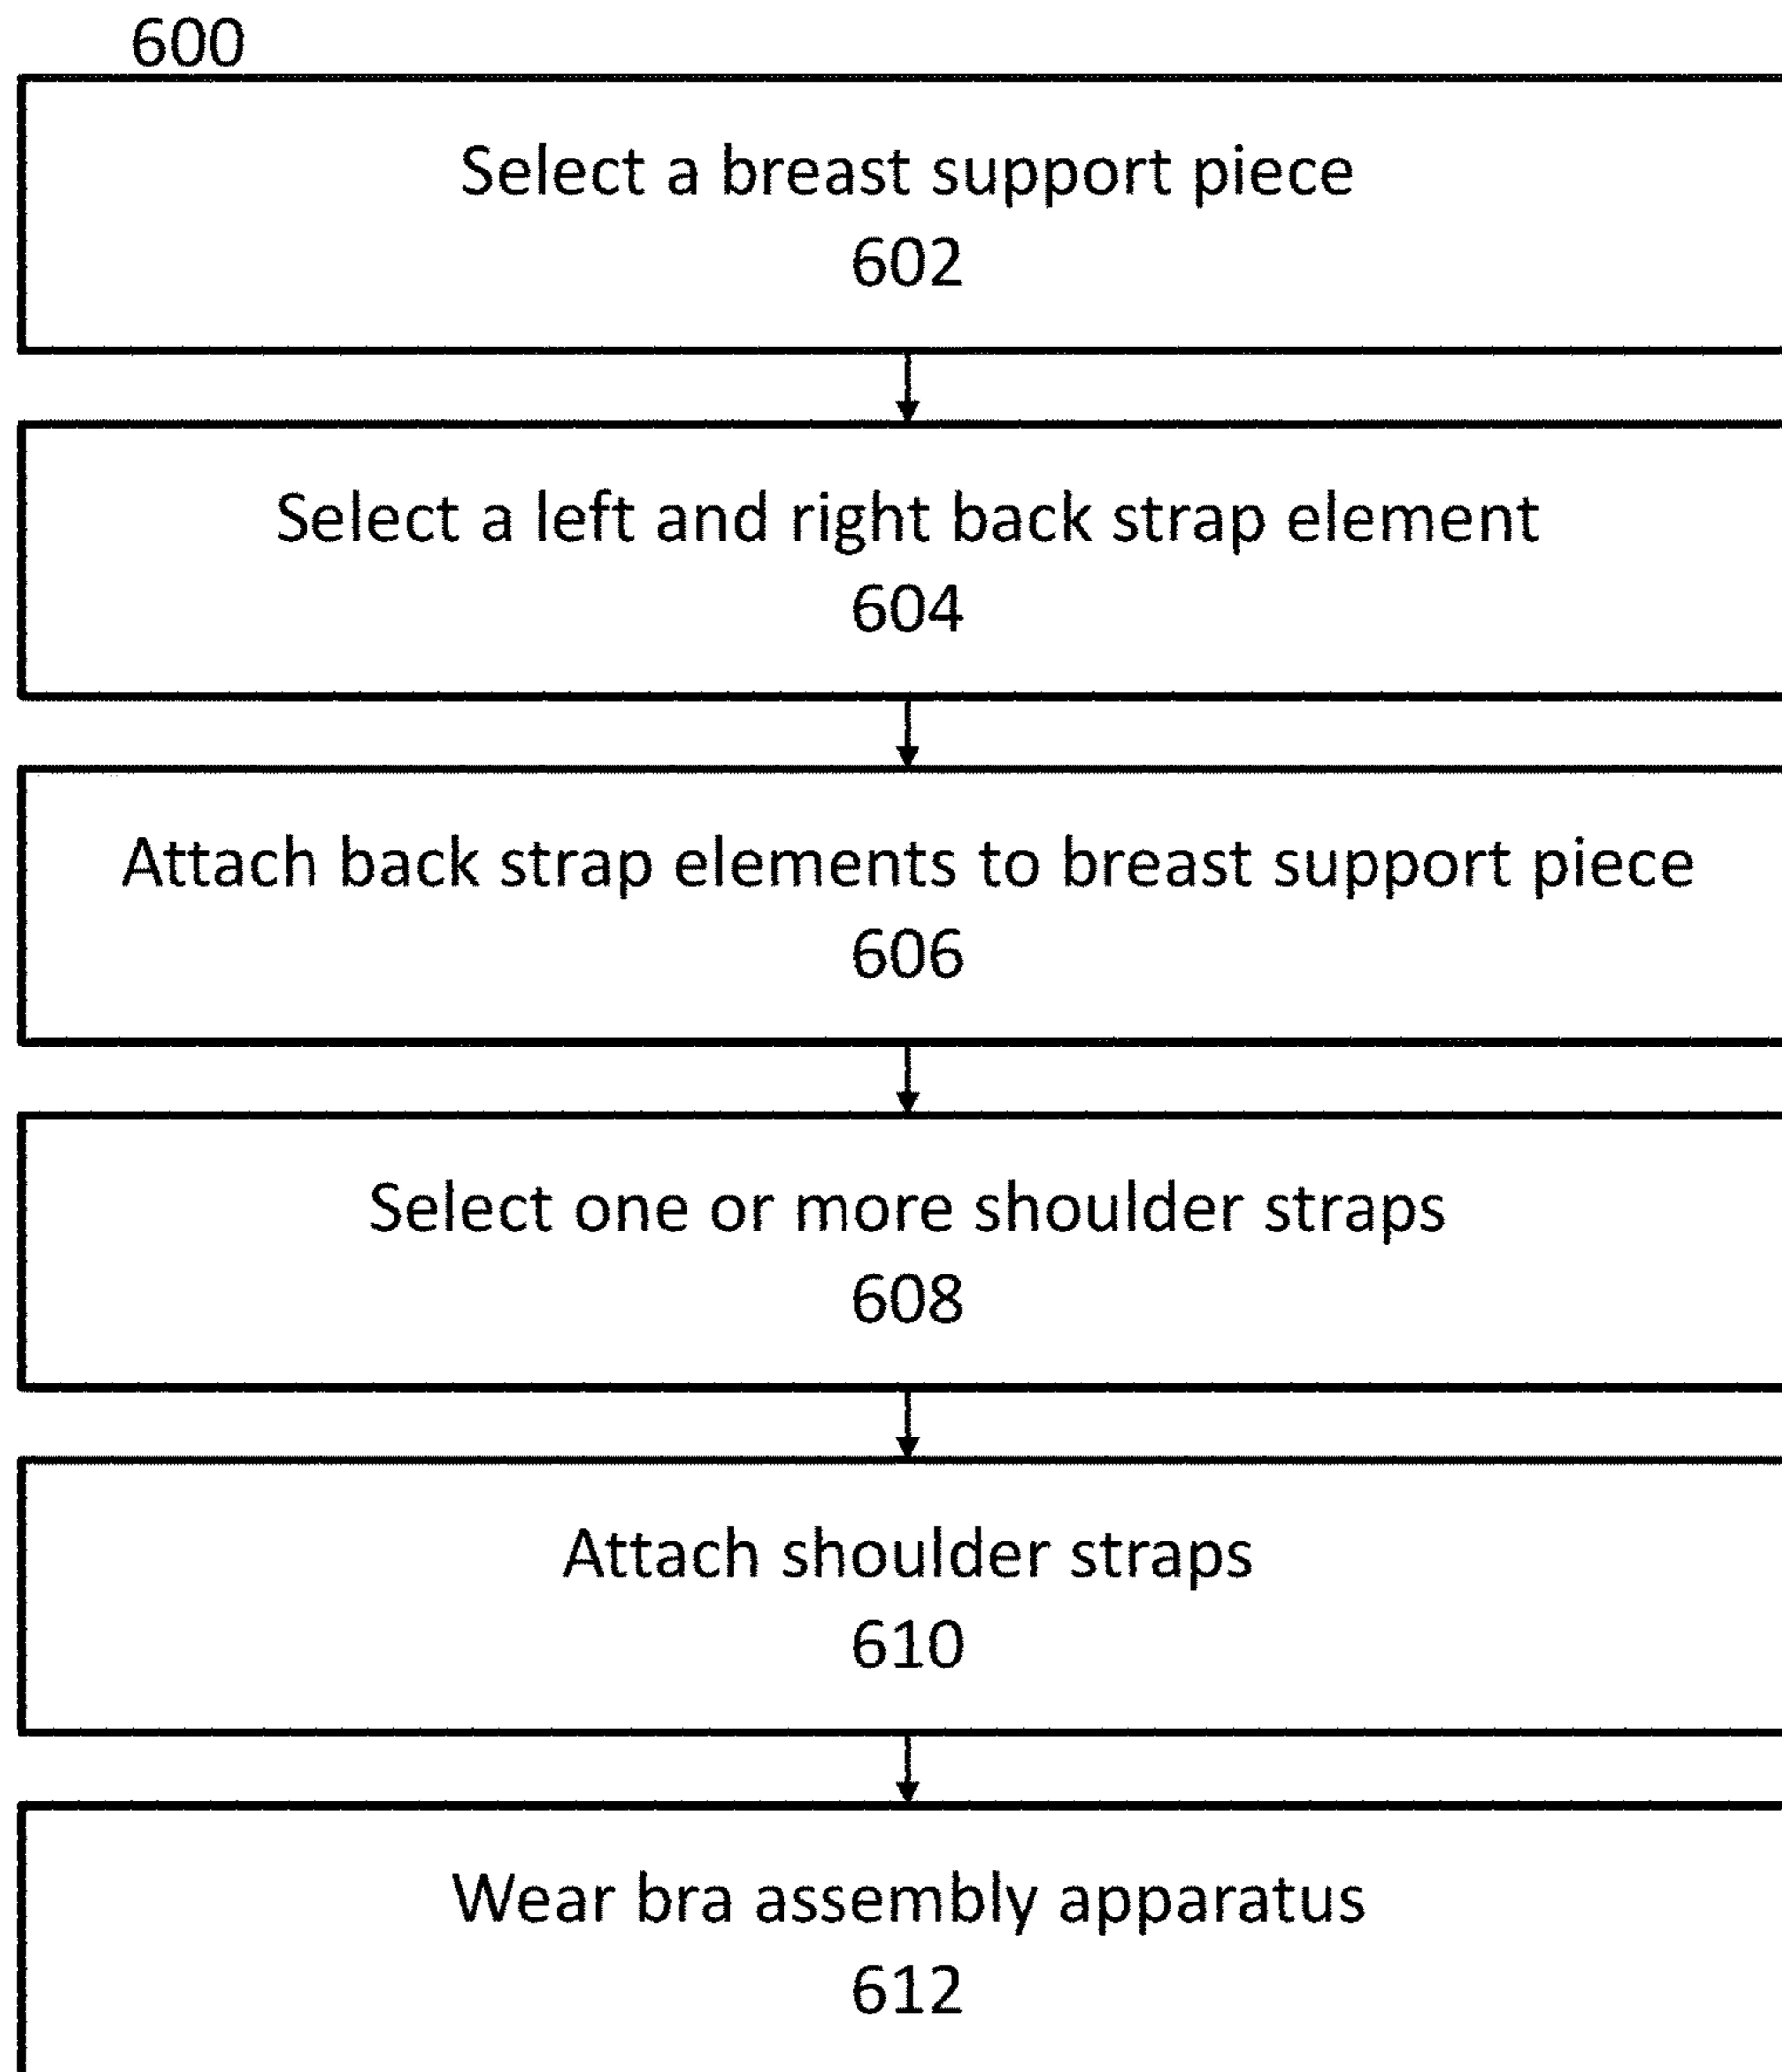 600
Select a breast support piece
602
Select a left and right back strap element
604
Attach back strap elements to breast support piece
606
Select one or more shoulder straps
608
Attach shoulder straps
610
Wear bra assembly apparatus
612